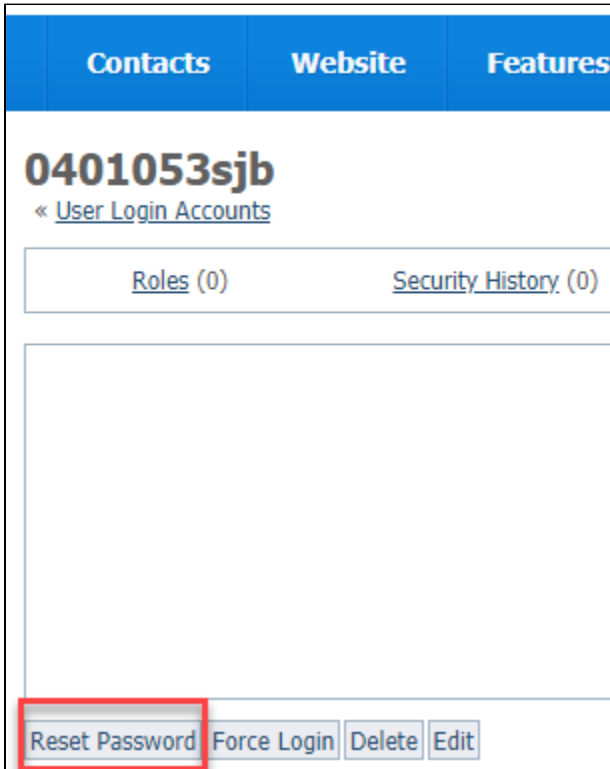 Contacts Website Features
0401053sjb
« User Login Accounts
Roles (0) Security History (0)
Reset Password Force Login Delete Edit